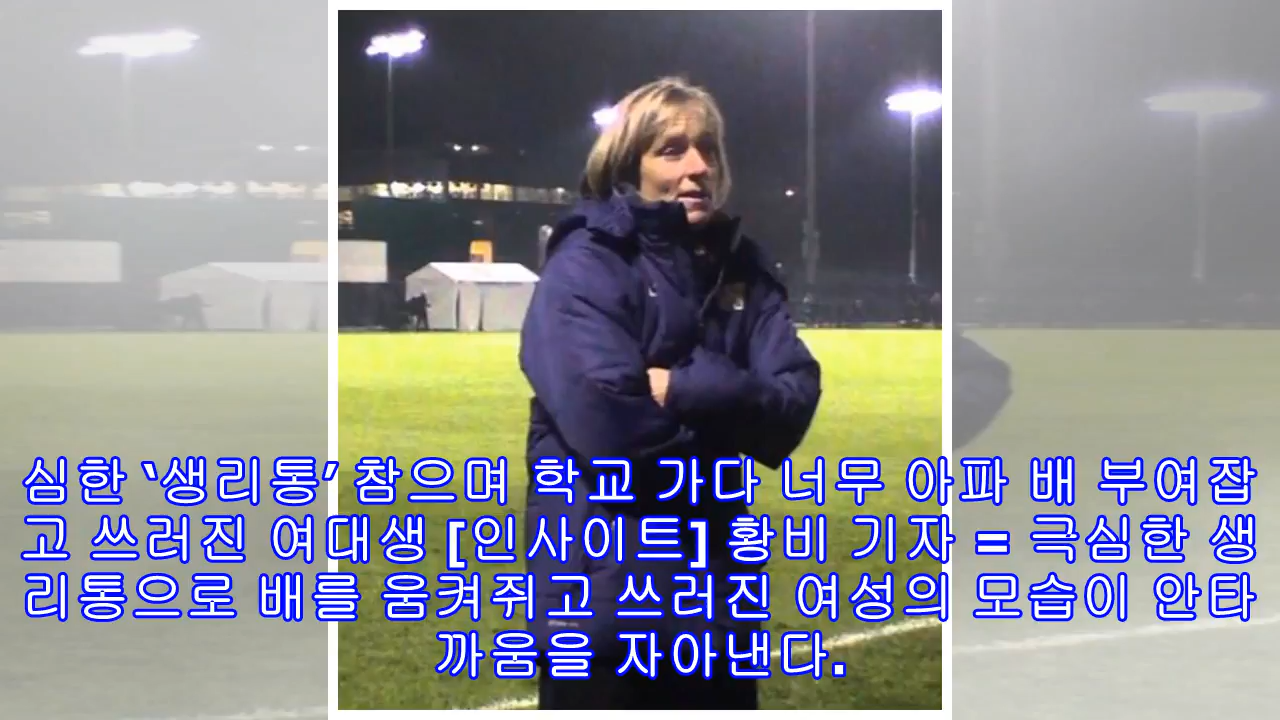 심한 ‘생리통’ 참으며 학교 가다 너무 아파 배 부여잡
고 쓰러진 여대생 [인사이트] 황비 기자 = 극심한 생
리통으로 배를 움켜쥐고 쓰러진 여성의 모습이 안타
까움을 자아낸다.